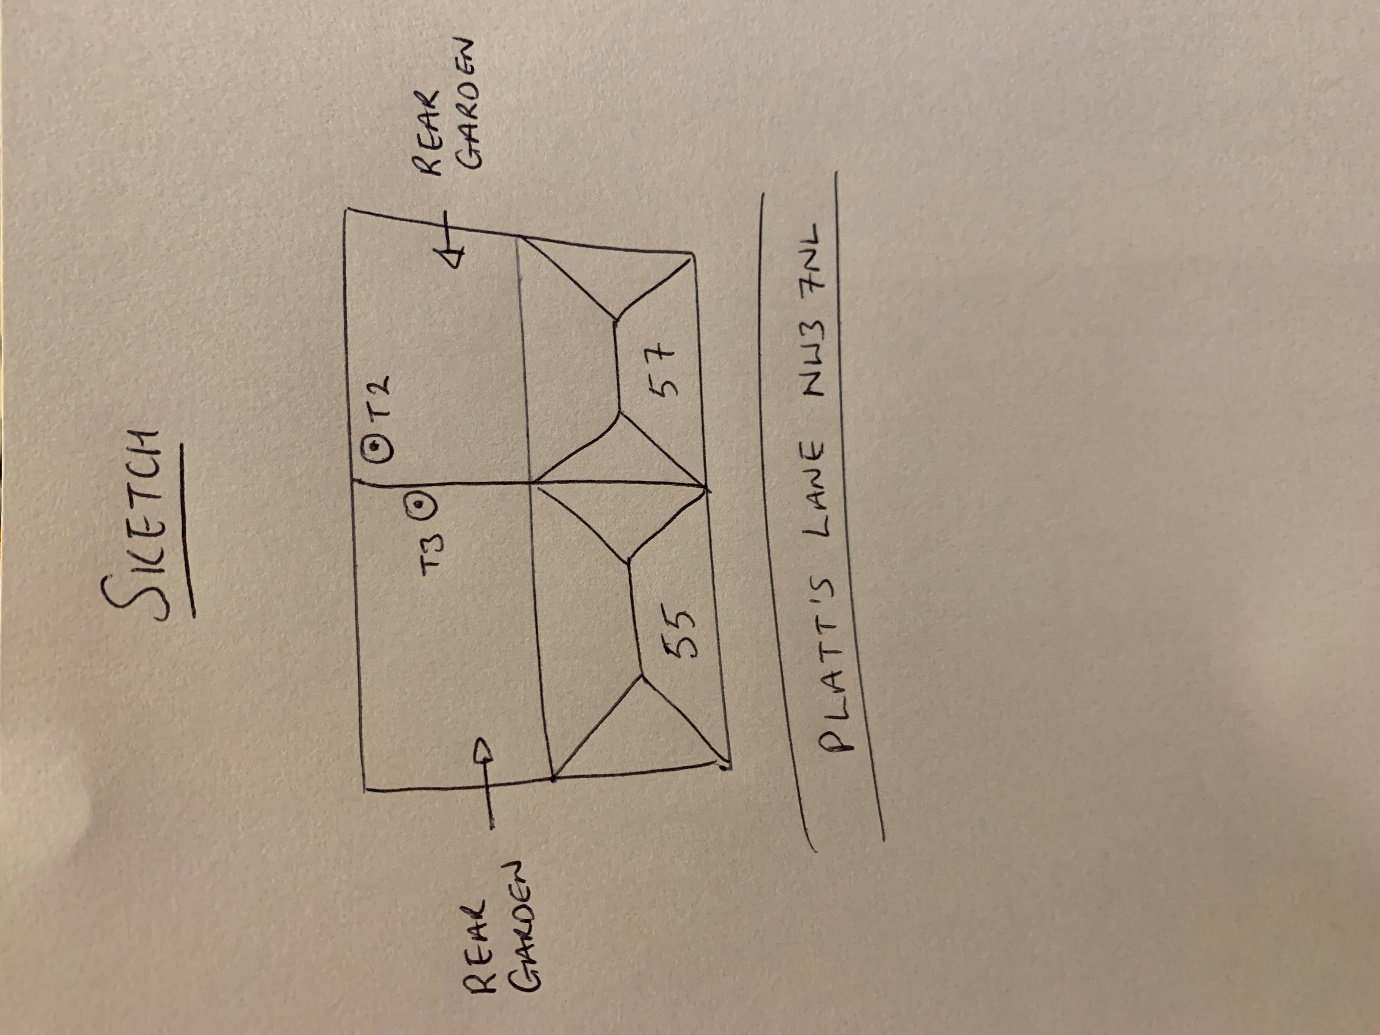 SKETCH
REAR
GARDEN
REAR
GARDEN
T3
T2
55
57
PLATT'S LANE NW3 7NL